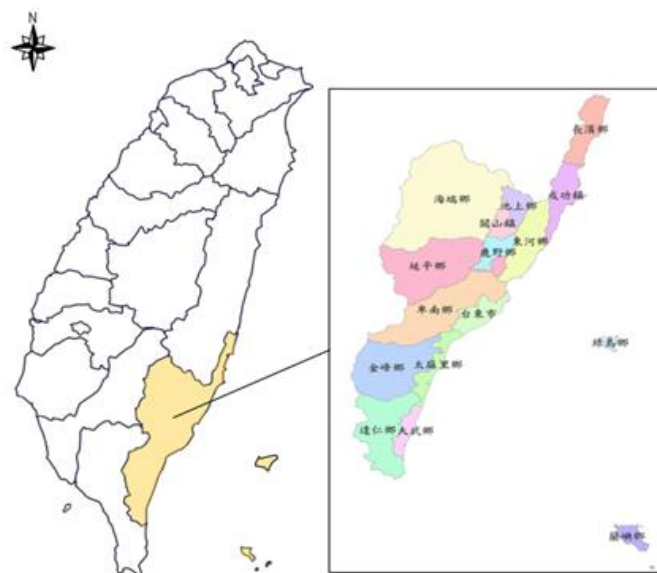 N
長濱鄉
成功鎮
海端鄉
池上鄉
關山鎮
東河鄉
鹿野鄉
延平鄉
卑南鄉
台東市
綠島鄉
金峰鄉
太麻里鄉
達仁鄉
大武鄉
蘭嶼鄉